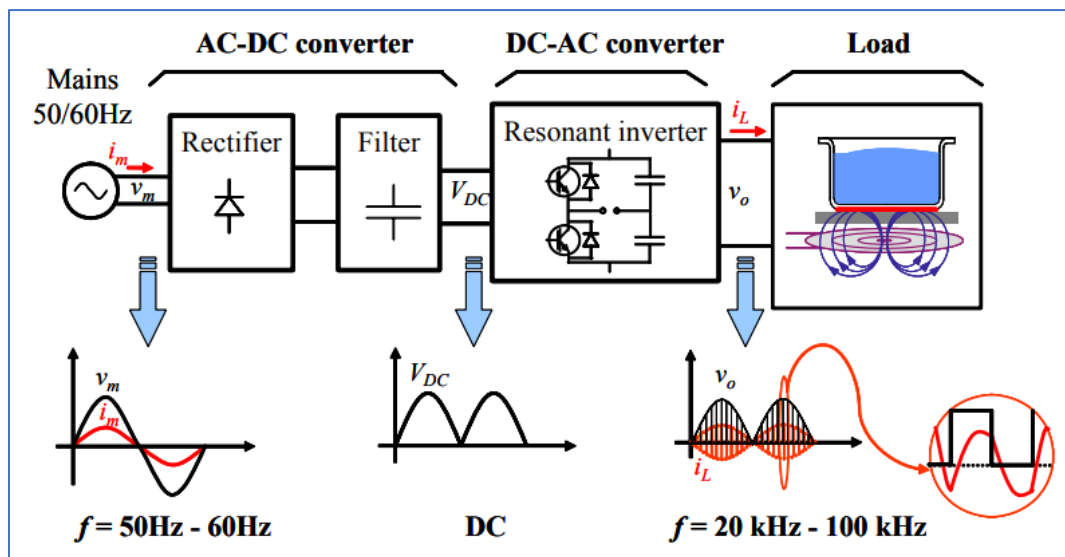 AC-DC converter
DC-AC converter
Load
Mains
50/60Hz
i_m
v_m
Rectifier
Filter
V_DC
Resonant inverter
i_L
v_o
v_m
i_m
V_DC
v_o
i_L
f = 50Hz - 60Hz
DC
f = 20 kHz - 100 kHz